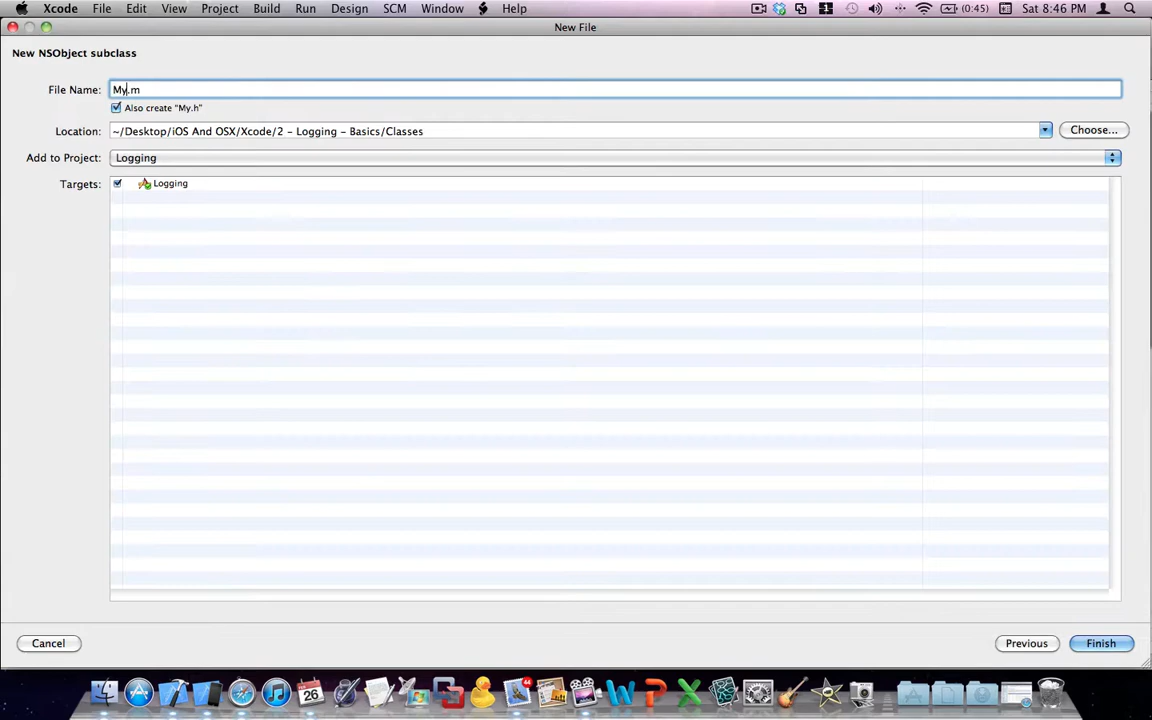 Xcode File Edit View Project Build Run Design SCM Window Help 1 (0:45) Sat 8:46 PM
New File
New NSObject subclass
File Name: My.m
Also create "My.h"
Location: ~/Desktop/iOS And OSX/Xcode/2 - Logging - Basics/Classes Choose...
Add to Project: Logging
Targets: Logging
Cancel Previous Finish
26